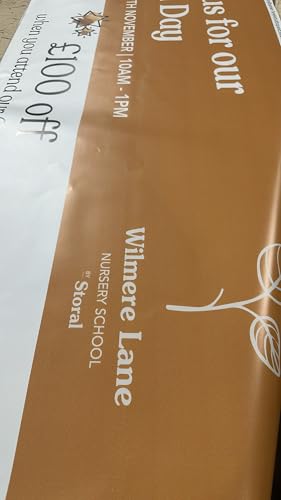 us for our
Day
TH NOVEMBER | 10AM - 1PM
£100 off
when you attend our
Wilmere Lane
NURSERY SCHOOL
BY
Storal